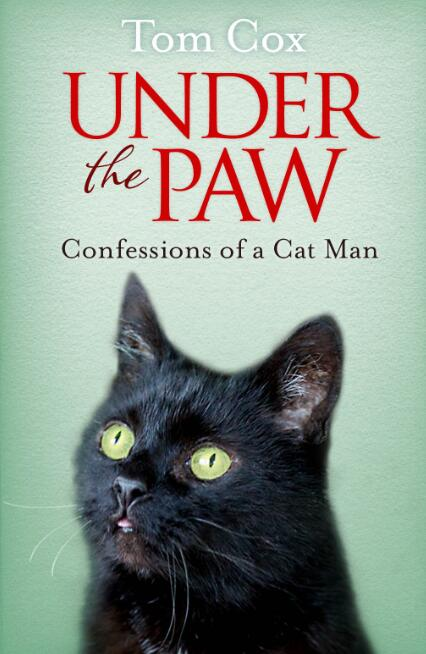 Tom Cox
UNDER
the PAW
Confessions of a Cat Man